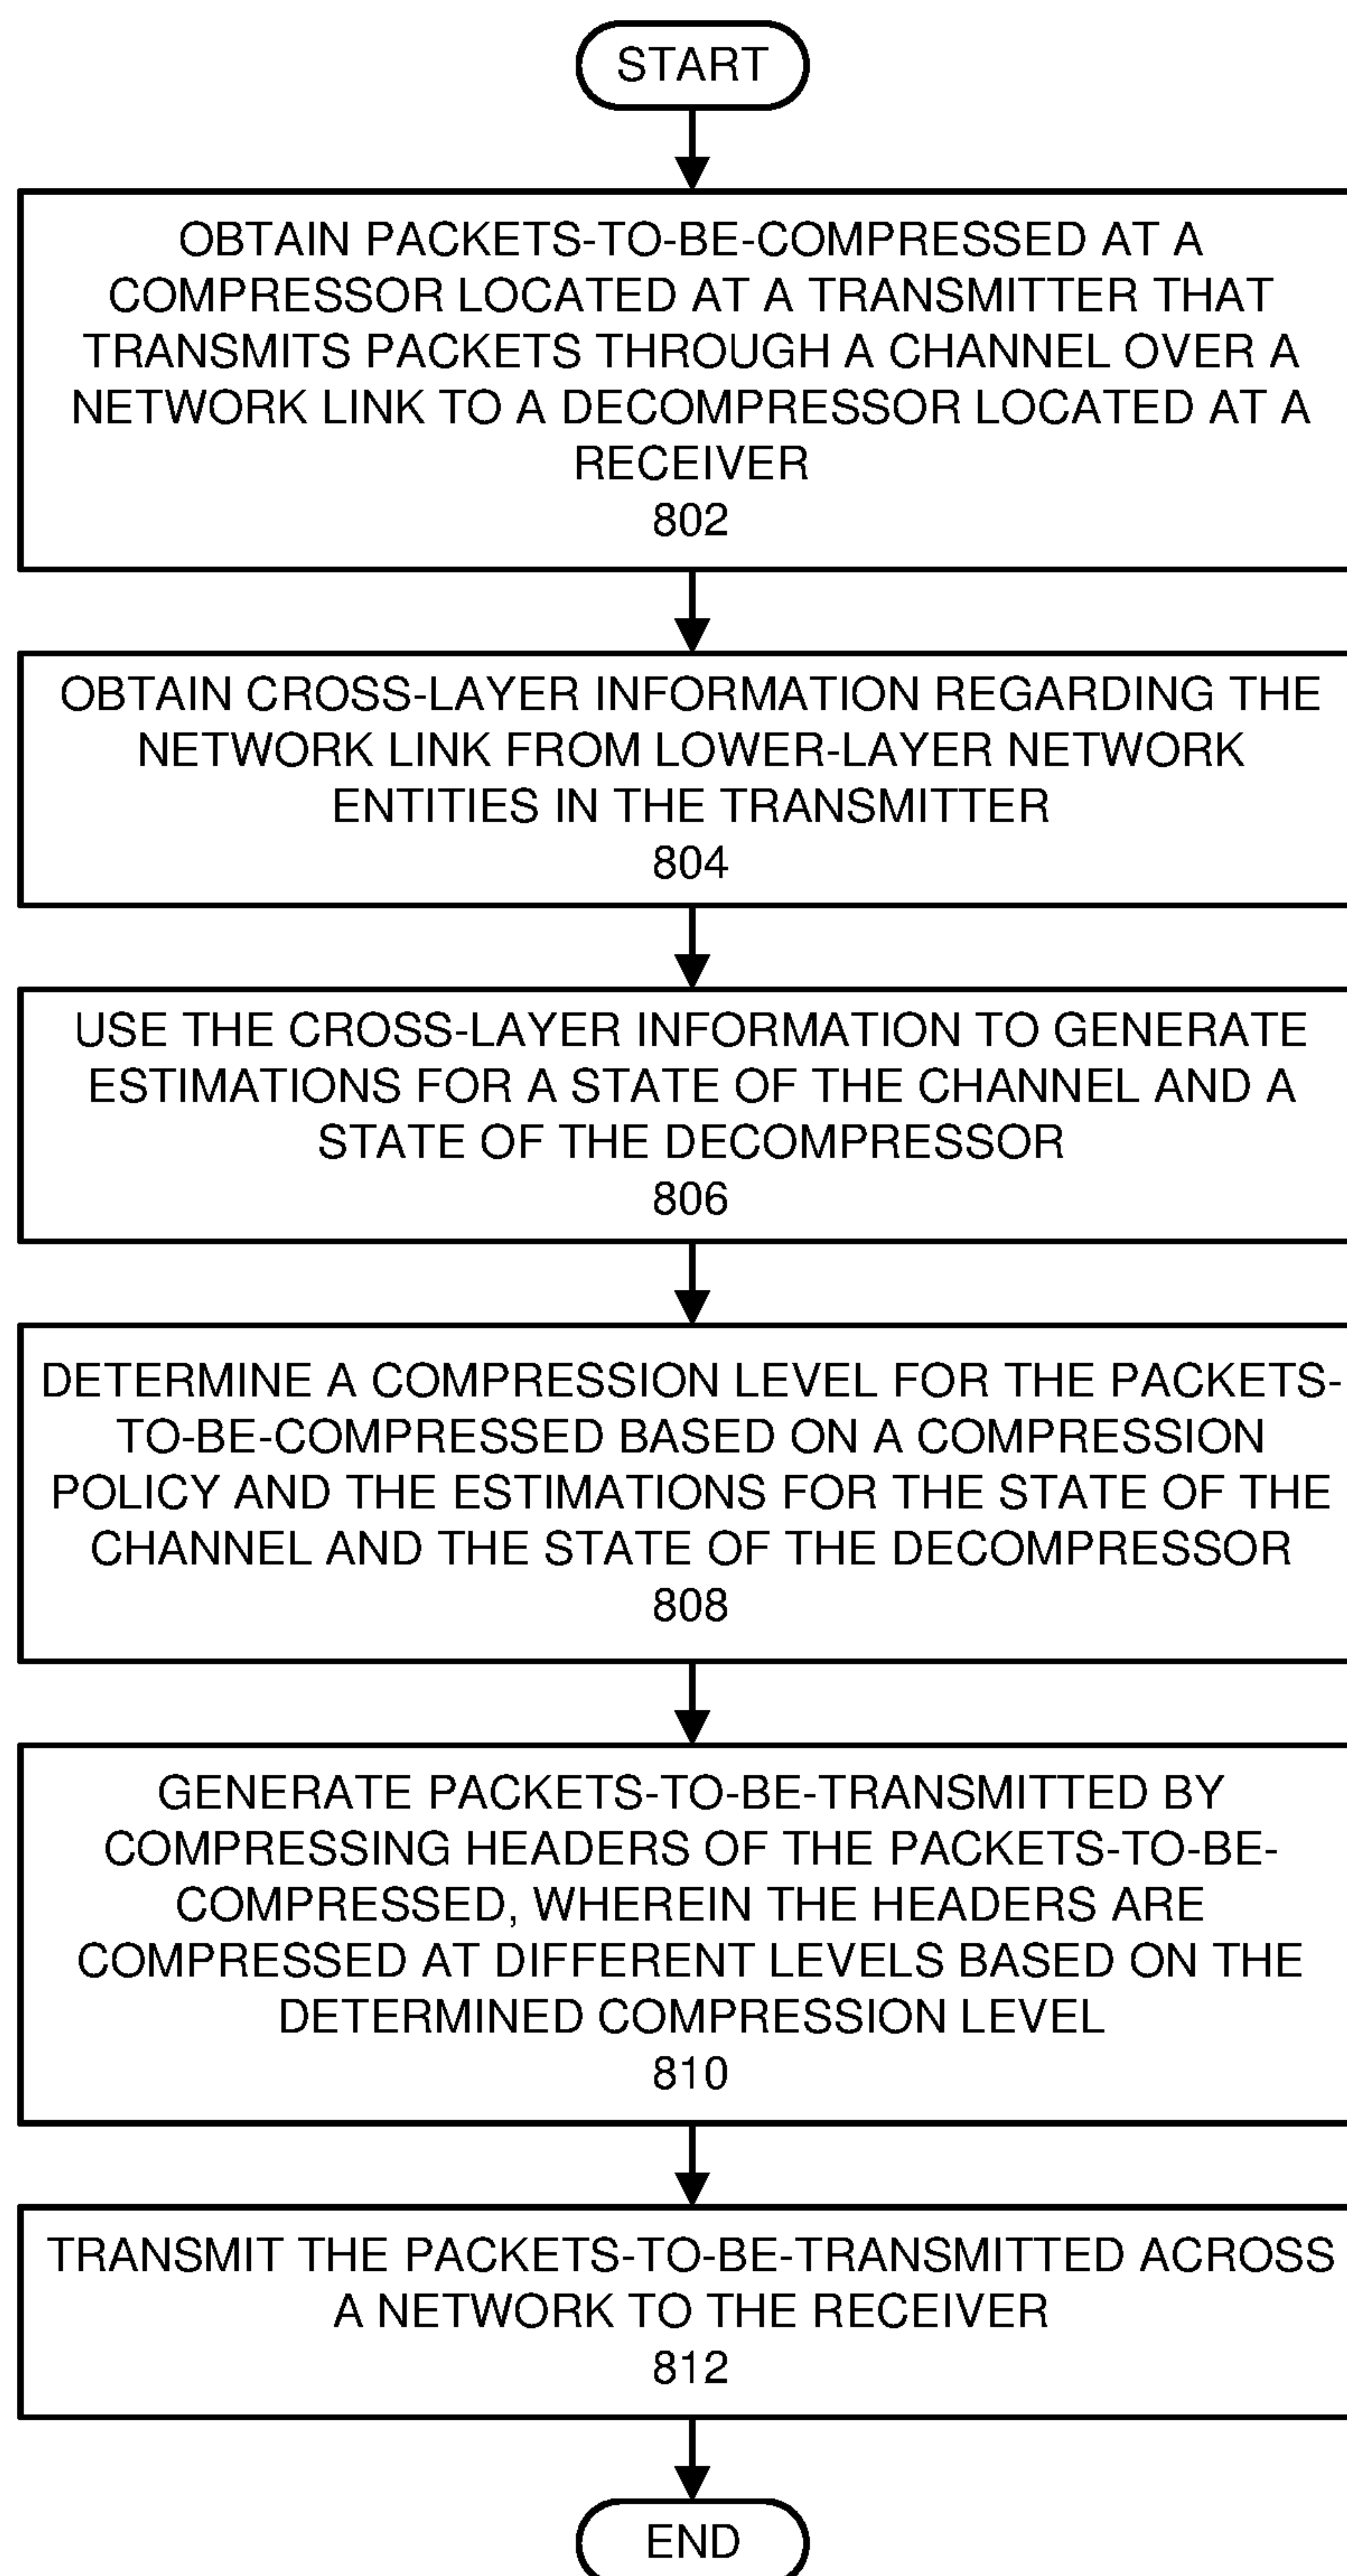 START
OBTAIN PACKETS-TO-BE-COMPRESSED AT A
COMPRESSOR LOCATED AT A TRANSMITTER THAT
TRANSMITS PACKETS THROUGH A CHANNEL OVER A
NETWORK LINK TO A DECOMPRESSOR LOCATED AT A
RECEIVER
802
OBTAIN CROSS-LAYER INFORMATION REGARDING THE
NETWORK LINK FROM LOWER-LAYER NETWORK
ENTITIES IN THE TRANSMITTER
804
USE THE CROSS-LAYER INFORMATION TO GENERATE
ESTIMATIONS FOR A STATE OF THE CHANNEL AND A
STATE OF THE DECOMPRESSOR
806
DETERMINE A COMPRESSION LEVEL FOR THE PACKETS-
TO-BE-COMPRESSED BASED ON A COMPRESSION
POLICY AND THE ESTIMATIONS FOR THE STATE OF THE
CHANNEL AND THE STATE OF THE DECOMPRESSOR
808
GENERATE PACKETS-TO-BE-TRANSMITTED BY
COMPRESSING HEADERS OF THE PACKETS-TO-BE-
COMPRESSED, WHEREIN THE HEADERS ARE
COMPRESSED AT DIFFERENT LEVELS BASED ON THE
DETERMINED COMPRESSION LEVEL
810
TRANSMIT THE PACKETS-TO-BE-TRANSMITTED ACROSS
A NETWORK TO THE RECEIVER
812
END